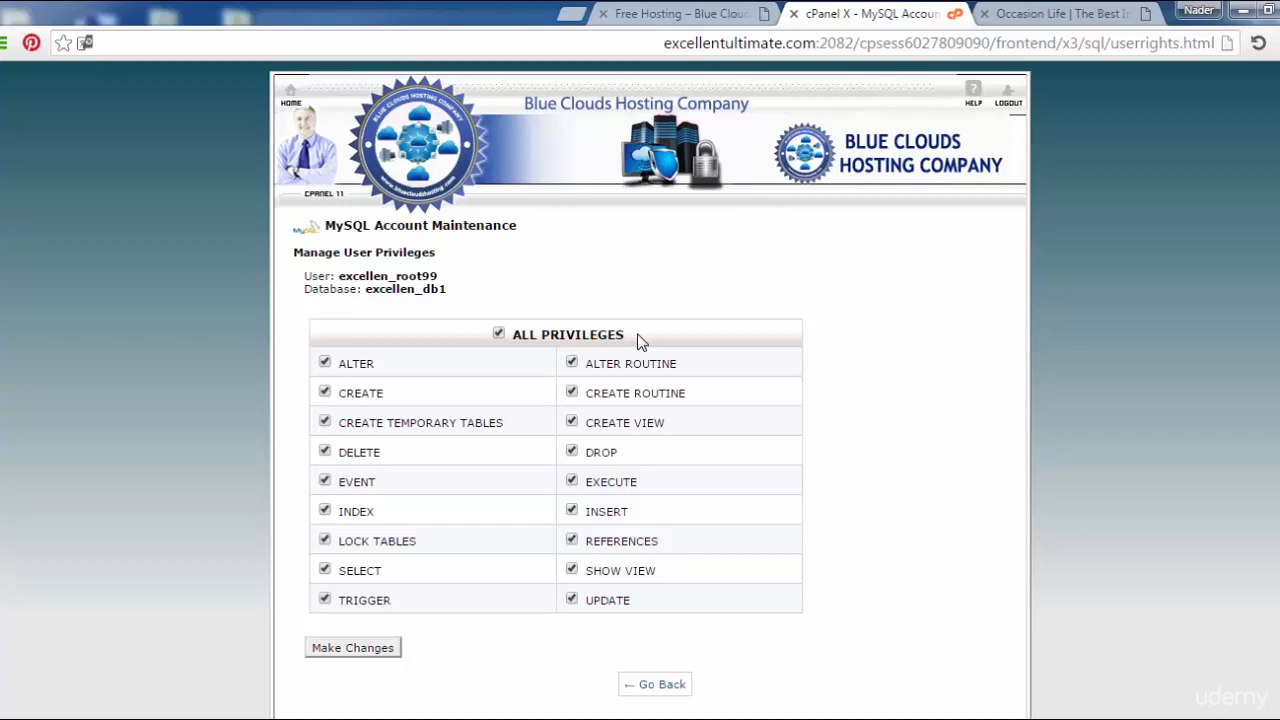 Free Hosting – Blue Clou
cPanel X - MySQL Accoun
Occasion Life | The Best I
Nader
excellentultimate.com:2082/cpsess6027809090/frontend/x3/sql/userrights.html
HOME
HELP
LOGOUT
BLUE CLOUDS HOSTING COMPANY
Blue Clouds Hosting Company
BLUE CLOUDS
HOSTING COMPANY
CPANEL 11
MySQL Account Maintenance
Manage User Privileges
User: excellen_root99
Database: excellen_db1
ALL PRIVILEGES
ALTER
ALTER ROUTINE
CREATE
CREATE ROUTINE
CREATE TEMPORARY TABLES
CREATE VIEW
DELETE
DROP
EVENT
EXECUTE
INDEX
INSERT
LOCK TABLES
REFERENCES
SELECT
SHOW VIEW
TRIGGER
UPDATE
Make Changes
← Go Back
udemy